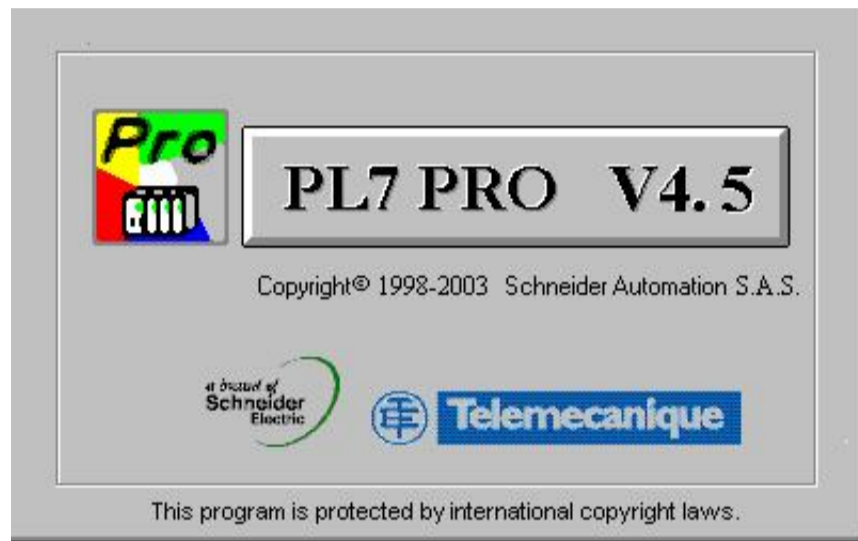 Pro
PL7 PRO V4.5
Copyright© 1998-2003 Schneider Automation S.A.S.
a brand of
Schneider
Electric
Telemecanique
This program is protected by international copyright laws.